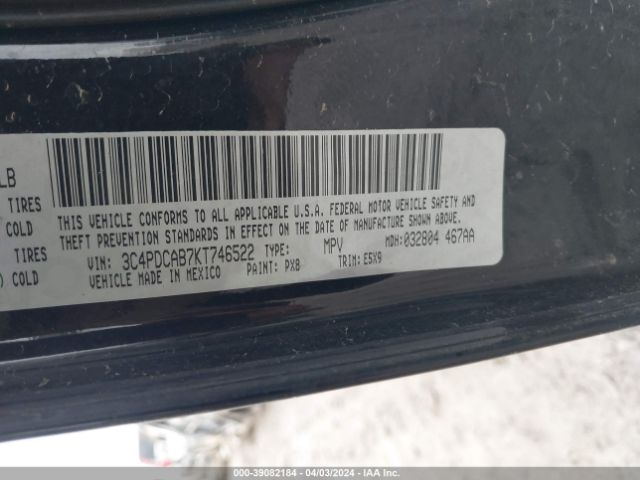 LB
TIRES
COLD
TIRES
) COLD
THIS VEHICLE CONFORMS TO ALL APPLICABLE U.S.A. FEDERAL MOTOR VEHICLE SAFETY AND
THEFT PREVENTION STANDARDS IN EFFECT ON THE DATE OF MANUFACTURE SHOWN ABOVE.
VIN: 3C4PDCAB7KT746522 TYPE: MPV MDH: 032804 467AA
VEHICLE MADE IN MEXICO PAINT: PX8 TRIM: E5X9
000-39082184 - 04/03/2024 - IAA Inc.